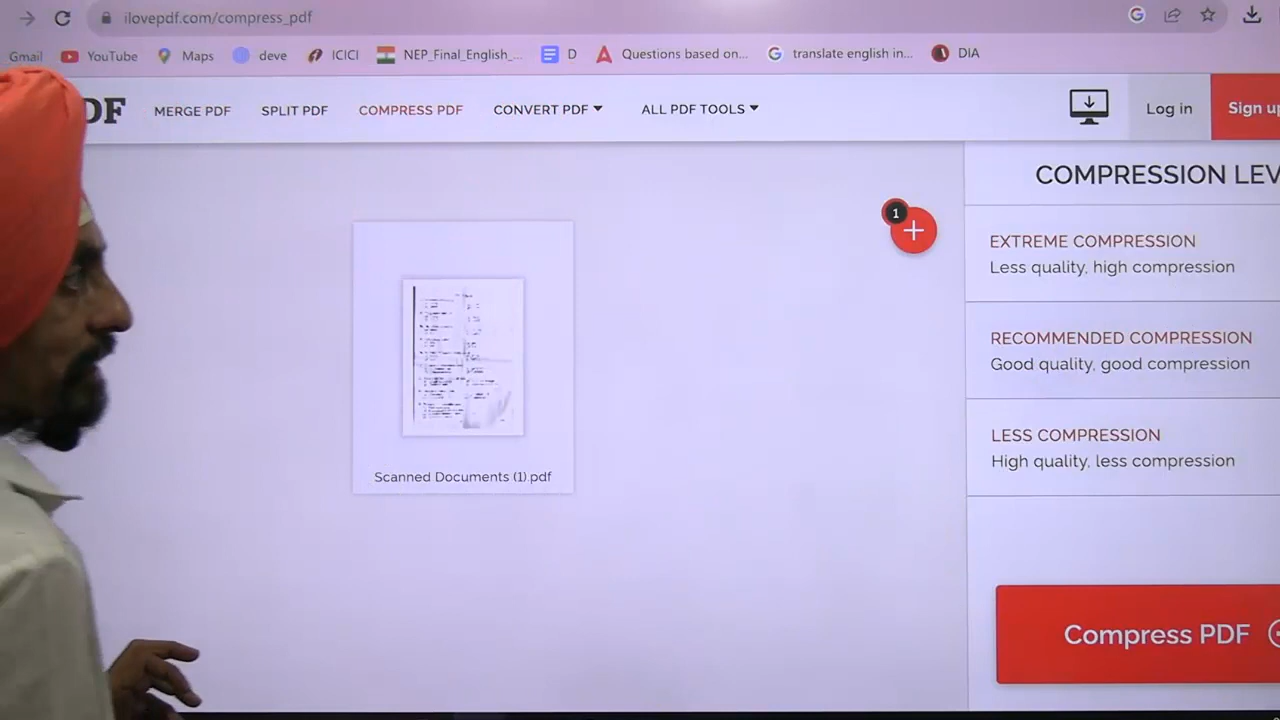 ilovepdf.com/compress_pdf
Gmail YouTube Maps deve ICICI NEP_Final_English_... D Questions based on... translate english in... DIA
DF MERGE PDF SPLIT PDF COMPRESS PDF CONVERT PDF ALL PDF TOOLS Log in Sign up
COMPRESSION LEV
1
EXTREME COMPRESSION
Less quality, high compression
RECOMMENDED COMPRESSION
Good quality, good compression
LESS COMPRESSION
High quality, less compression
Scanned Documents (1).pdf
Compress PDF